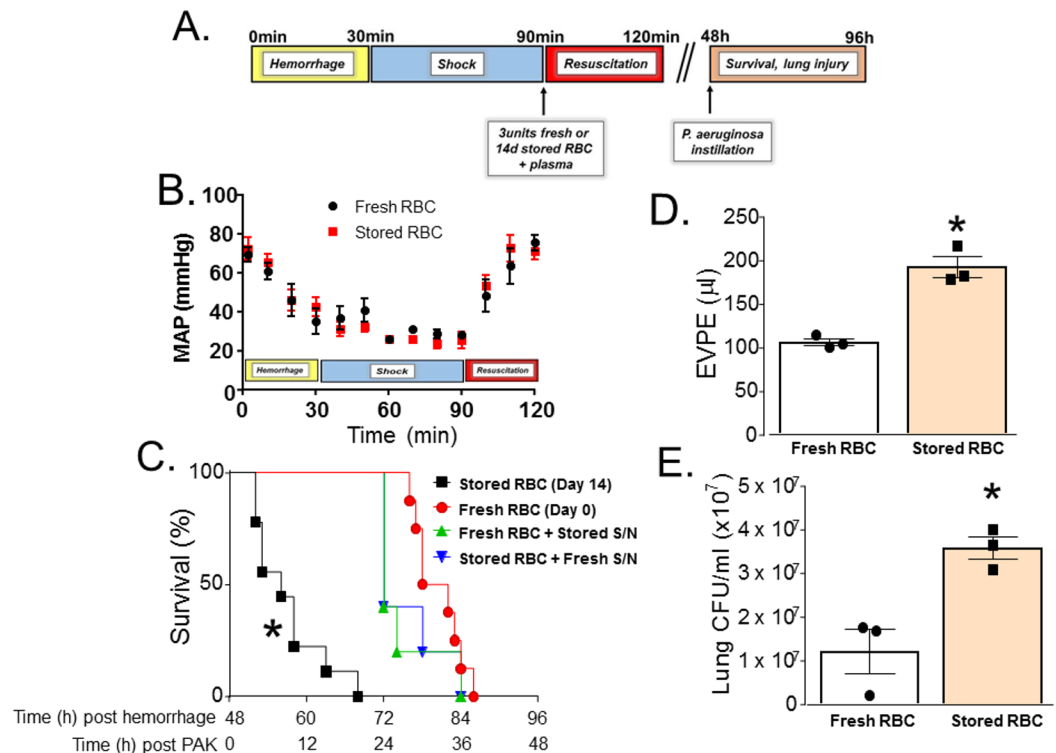 A.
0min 30min 90min 120min 48h 96h
Hemorrhage Shock Resuscitation Survival, lung injury
3units fresh or
14d stored RBC
+ plasma
P. aeruginosa
instillation
B.
MAP (mmHg)
80
60
40
20
0
Fresh RBC
Stored RBC
Hemorrhage Shock Resuscitation
0 30 60 90 120
Time (min)
C.
Survival (%)
100
50
0
Stored RBC (Day 14)
Fresh RBC (Day 0)
Fresh RBC + Stored S/N
Stored RBC + Fresh S/N
*
Time (h) post hemorrhage 48 60 72 84 96
Time (h) post PAK 0 12 24 36 48
D.
EVPE (µl)
250
200
150
100
50
0
*
Fresh RBC Stored RBC
E.
Lung CFU/ml (x10⁷)
5 x 10⁷
4 x 10⁷
3 x 10⁷
2 x 10⁷
1 x 10⁷
0
*
Fresh RBC Stored RBC